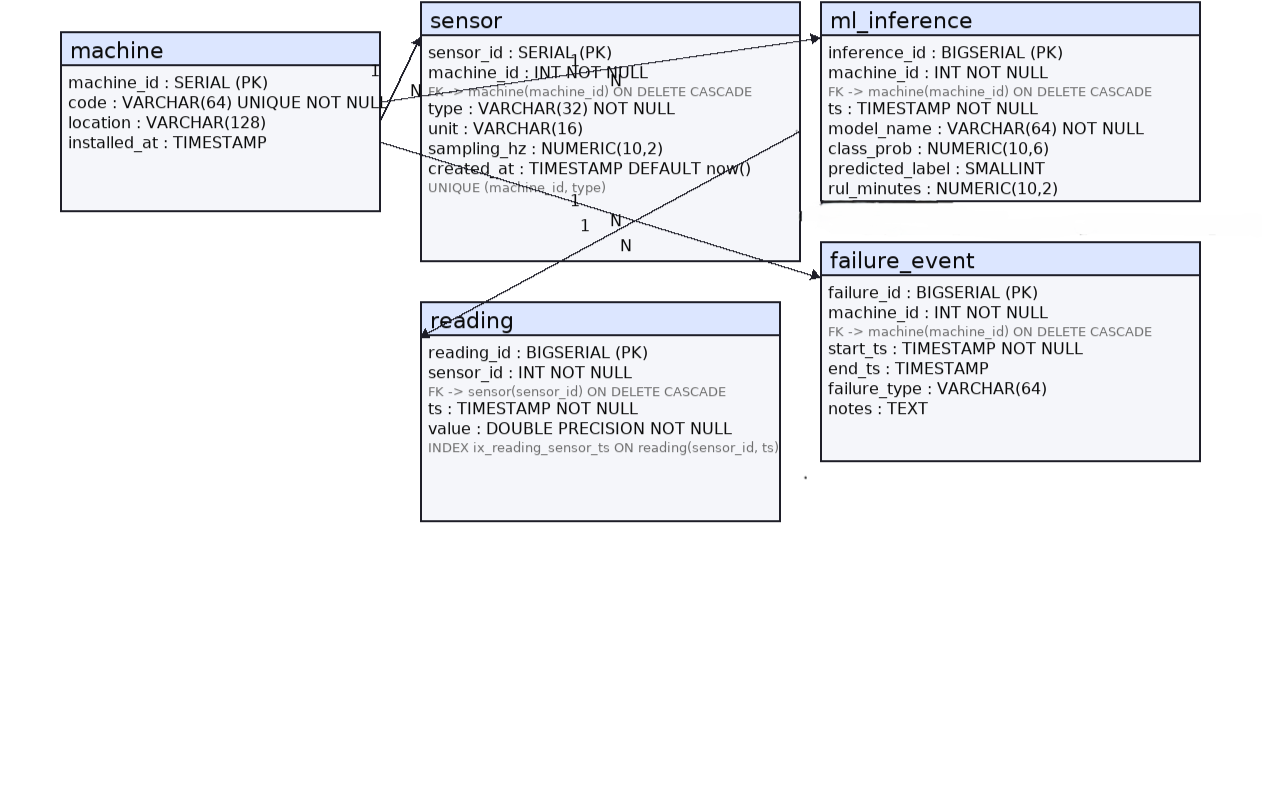 machine
machine_id : SERIAL (PK)
code : VARCHAR(64) UNIQUE NOT NULL
location : VARCHAR(128)
installed_at : TIMESTAMP
1
N
sensor
sensor_id : SERIAL (PK)
machine_id : INT NOT NULL
FK -> machine(machine_id) ON DELETE CASCADE
type : VARCHAR(32) NOT NULL
unit : VARCHAR(16)
sampling_hz : NUMERIC(10,2)
created_at : TIMESTAMP DEFAULT now()
UNIQUE (machine_id, type)
1
N
1
N
1
N
ml_inference
inference_id : BIGSERIAL (PK)
machine_id : INT NOT NULL
FK -> machine(machine_id) ON DELETE CASCADE
ts : TIMESTAMP NOT NULL
model_name : VARCHAR(64) NOT NULL
class_prob : NUMERIC(10,6)
predicted_label : SMALLINT
rul_minutes : NUMERIC(10,2)
reading
reading_id : BIGSERIAL (PK)
sensor_id : INT NOT NULL
FK -> sensor(sensor_id) ON DELETE CASCADE
ts : TIMESTAMP NOT NULL
value : DOUBLE PRECISION NOT NULL
INDEX ix_reading_sensor_ts ON reading(sensor_id, ts)
failure_event
failure_id : BIGSERIAL (PK)
machine_id : INT NOT NULL
FK -> machine(machine_id) ON DELETE CASCADE
start_ts : TIMESTAMP NOT NULL
end_ts : TIMESTAMP
failure_type : VARCHAR(64)
notes : TEXT